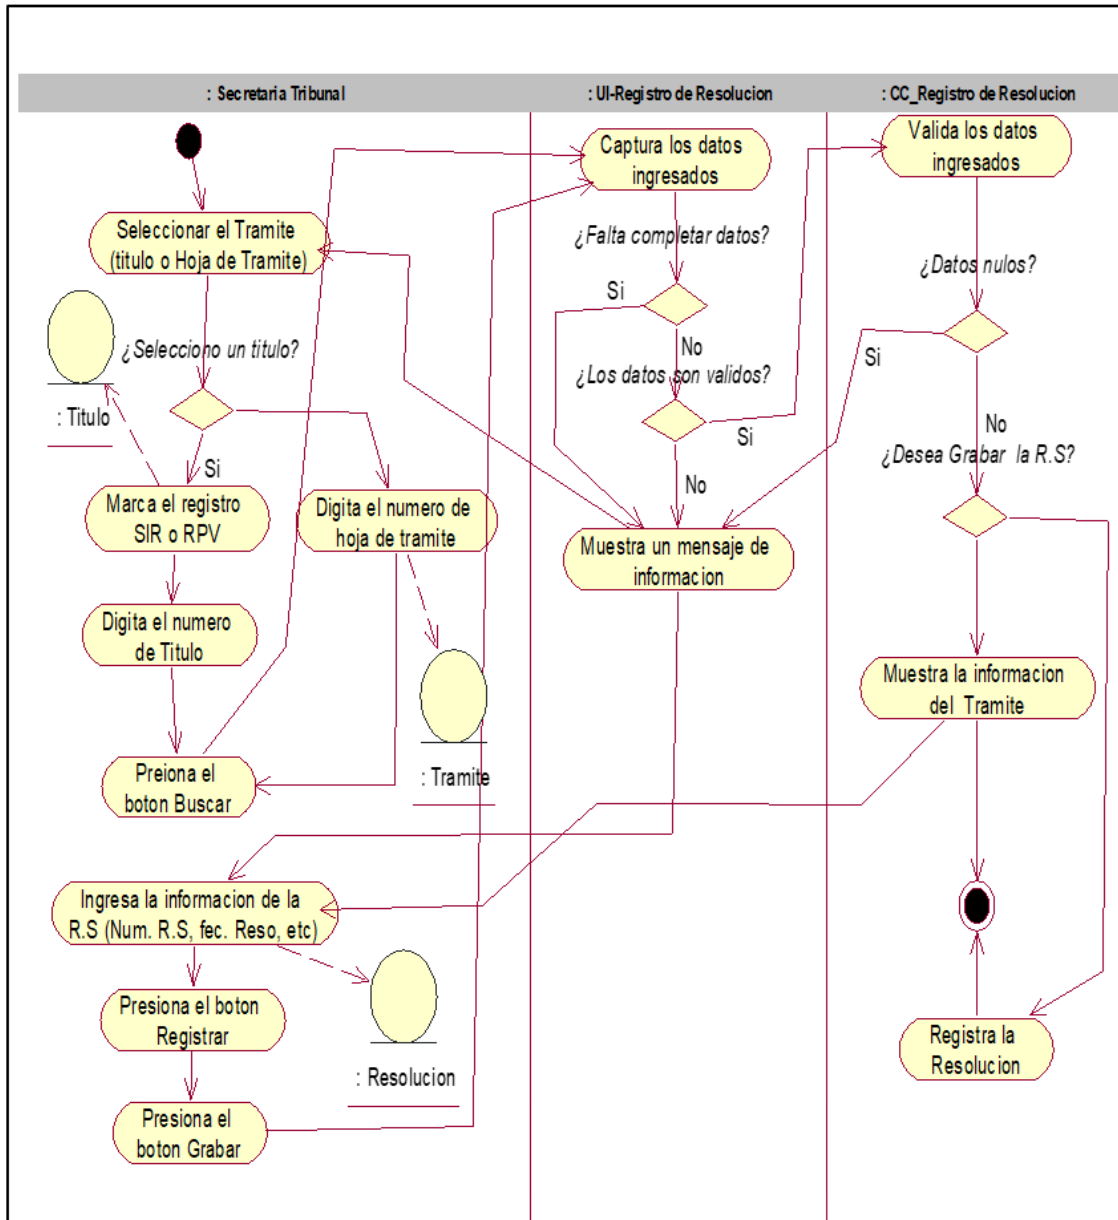 : Secretaria Tribunal
: UI-Registro de Resolucion
: CC_Registro de Resolucion
Seleccionar el Tramite
(titulo o Hoja de Tramite)
¿Selecciono un titulo?
: Titulo
Si
Marca el registro
SIR o RPV
Digita el numero de
hoja de tramite
Digita el numero
de Titulo
: Tramite
Preiona el
boton Buscar
Ingresa la informacion de la
R.S (Num. R.S, fec. Reso, etc)
Presiona el boton
Registrar
: Resolucion
Presiona el
boton Grabar
Captura los datos
ingresados
¿Falta completar datos?
Si
No
¿Los datos son validos?
Si
No
Muestra un mensaje de
informacion
Valida los datos
ingresados
¿Datos nulos?
Si
No
¿Desea Grabar la R.S?
Muestra la informacion
del Tramite
Registra la
Resolucion